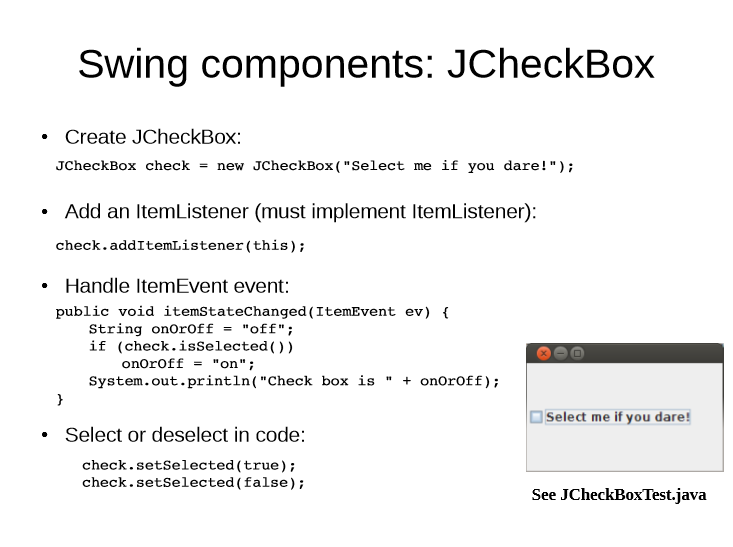 Swing components: JCheckBox
• Create JCheckBox:
JCheckBox check = new JCheckBox("Select me if you dare!");
• Add an ItemListener (must implement ItemListener):
check.addItemListener(this);
• Handle ItemEvent event:
public void itemStateChanged(ItemEvent ev) {
String onOrOff = "off";
if (check.isSelected())
onOrOff = "on";
System.out.println("Check box is " + onOrOff);
}
• Select or deselect in code:
check.setSelected(true);
check.setSelected(false);
Select me if you dare!
See JCheckBoxTest.java